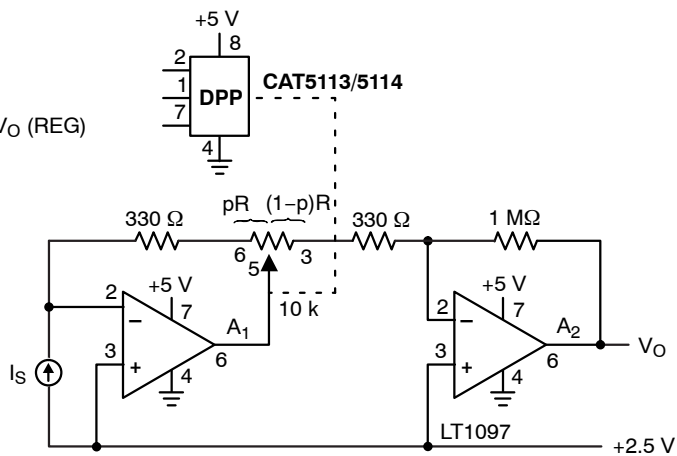 +5 V
8
2
1
7
DPP
CAT5113/5114
V_O (REG)
4
330 Ω
pR
(1−p)R
330 Ω
1 MΩ
6
5
3
10 k
+5 V
2
7
−
A_1
3
+
6
4
I_S
+5 V
2
7
−
A_2
3
+
6
4
V_O
LT1097
+2.5 V